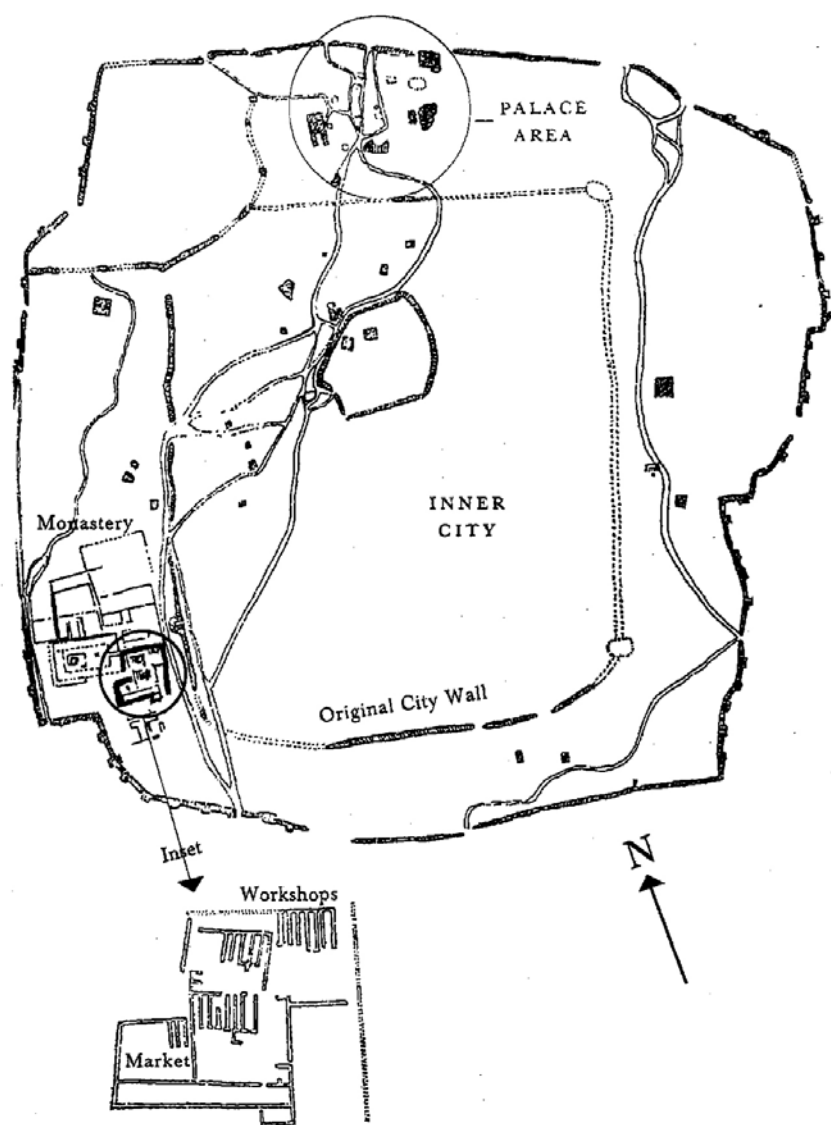 PALACE
AREA
INNER
CITY
Monastery
Original City Wall
Inset
N
Workshops
Market